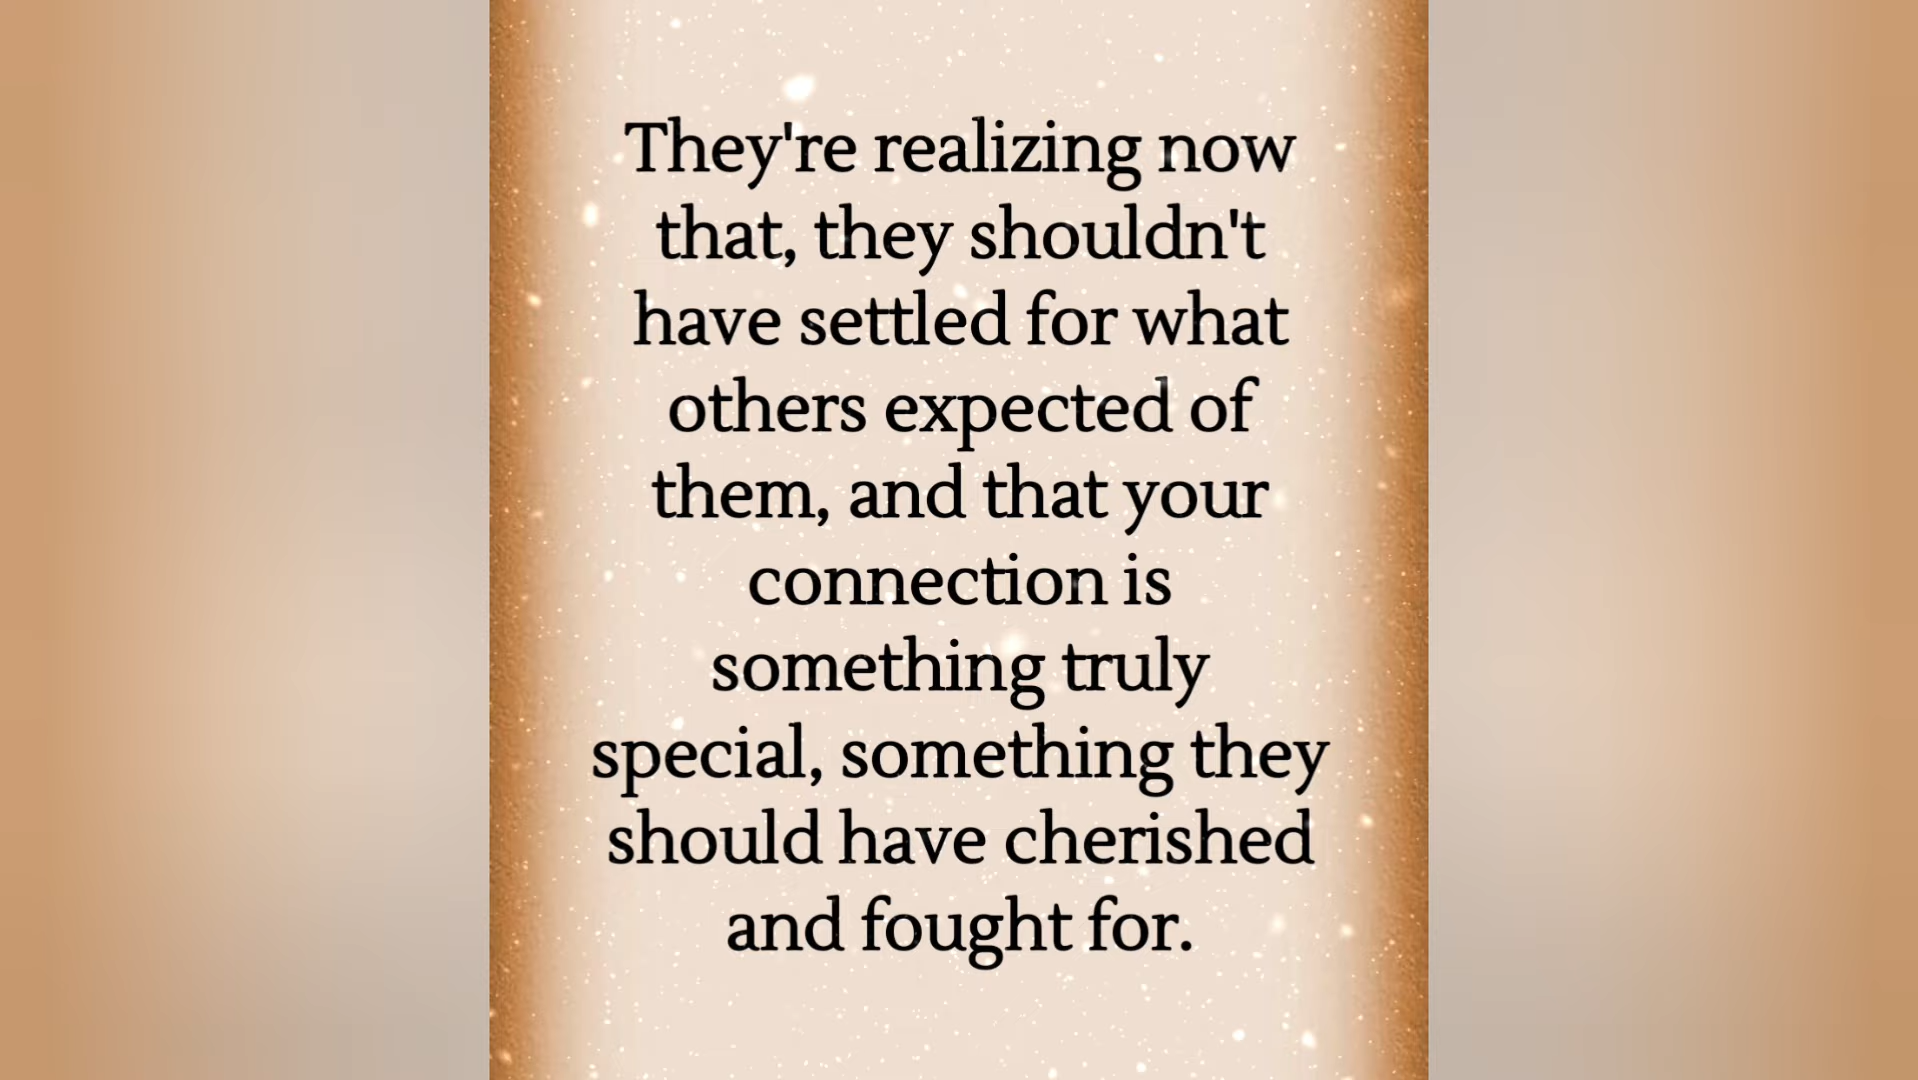 They're realizing now
that, they shouldn't
have settled for what
others expected of
them, and that your
connection is
something truly
special, something they
should have cherished
and fought for.